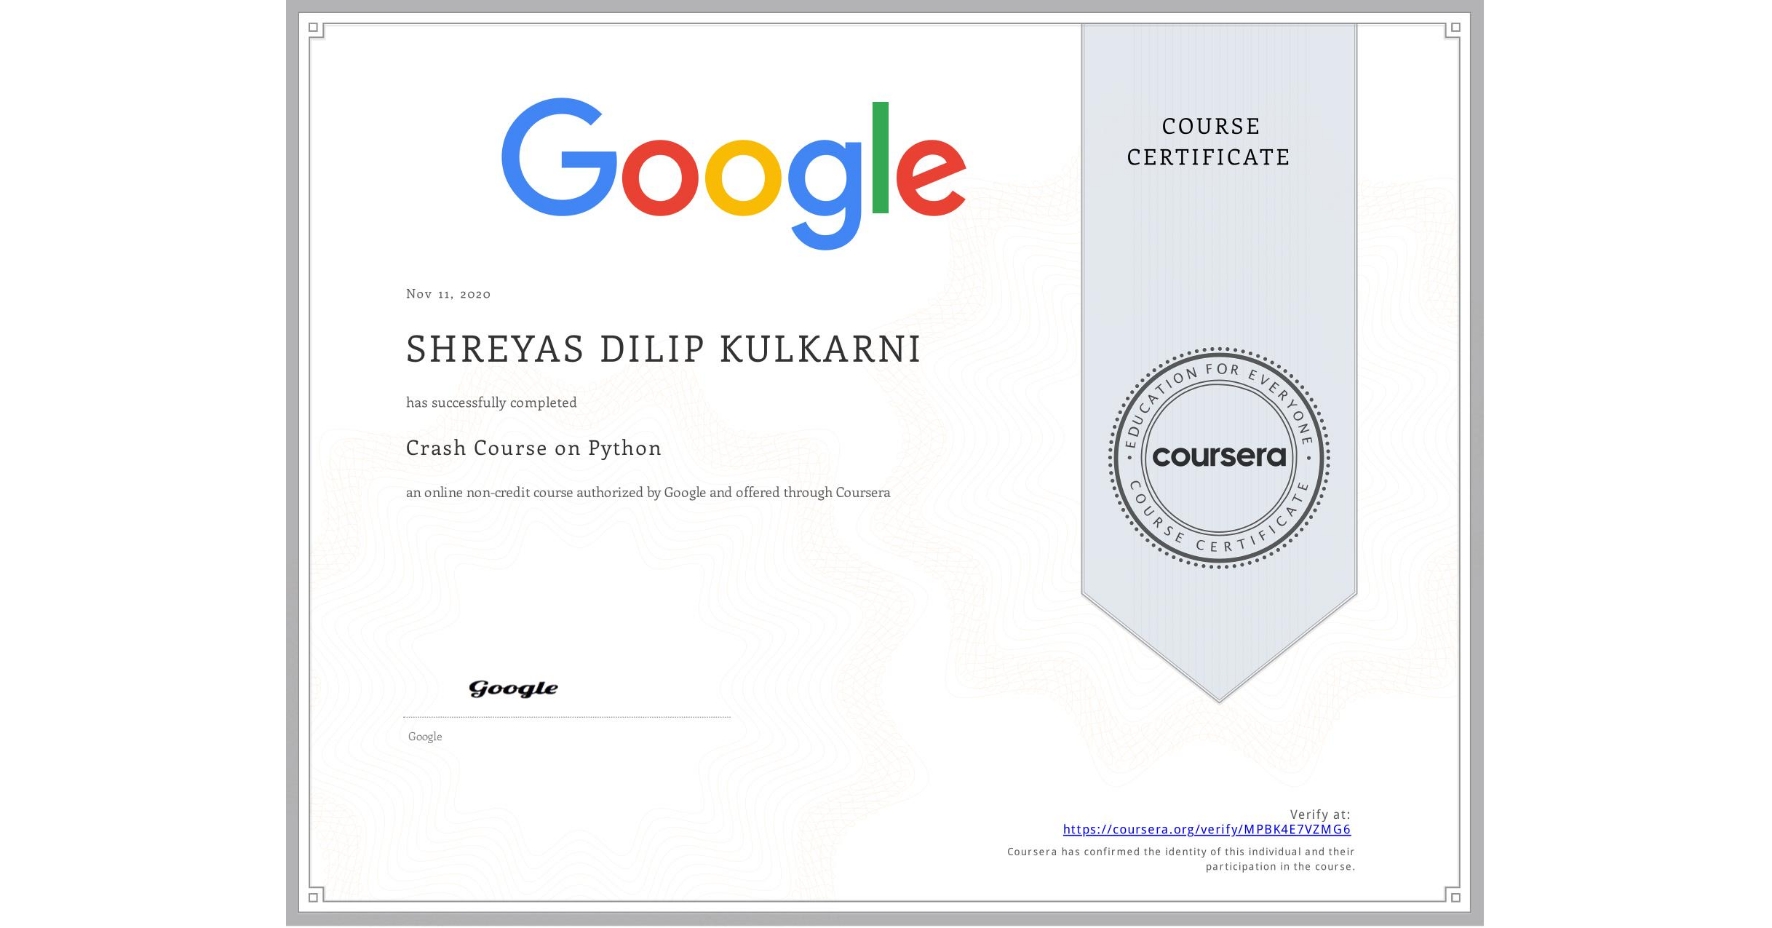 Google
COURSE
CERTIFICATE
Nov 11, 2020
SHREYAS DILIP KULKARNI
has successfully completed
Crash Course on Python
an online non-credit course authorized by Google and offered through Coursera
EDUCATION FOR EVERYONE
coursera
COURSE CERTIFICATE
Google
Google
Verify at:
https://coursera.org/verify/MPBK4E7VZMG6
Coursera has confirmed the identity of this individual and their
participation in the course.